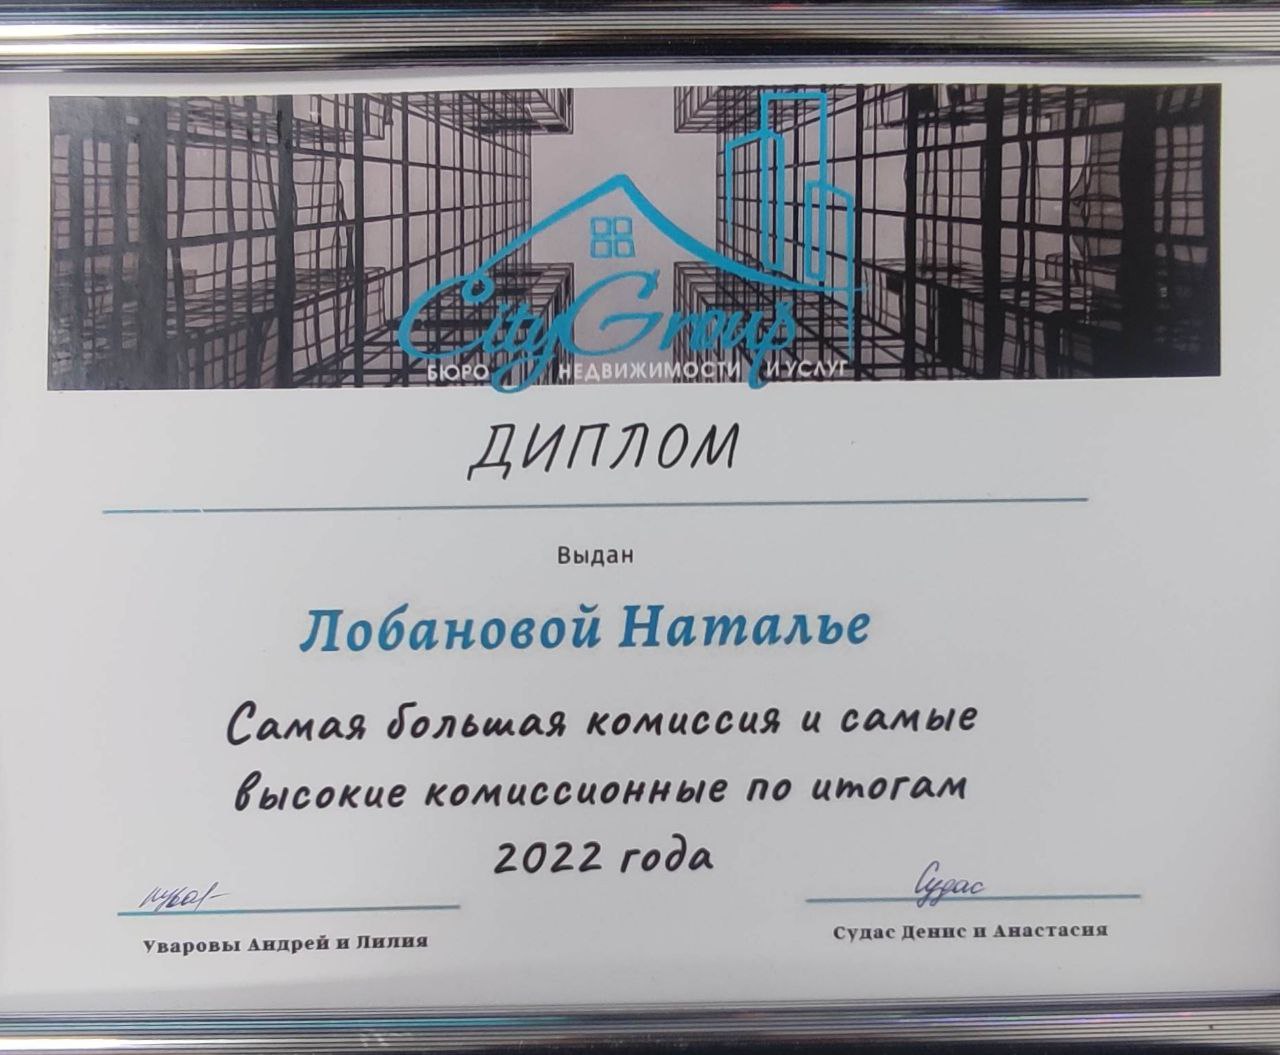 CityGroup
БЮРО НЕДВИЖИМОСТИ И УСЛУГ
ДИПЛОМ
Выдан
Лобановой Наталье
Самая большая комиссия и самые
высокие комиссионные по итогам
2022 года
Судас
Уваровы Андрей и Лилия
Судас Денис и Анастасия